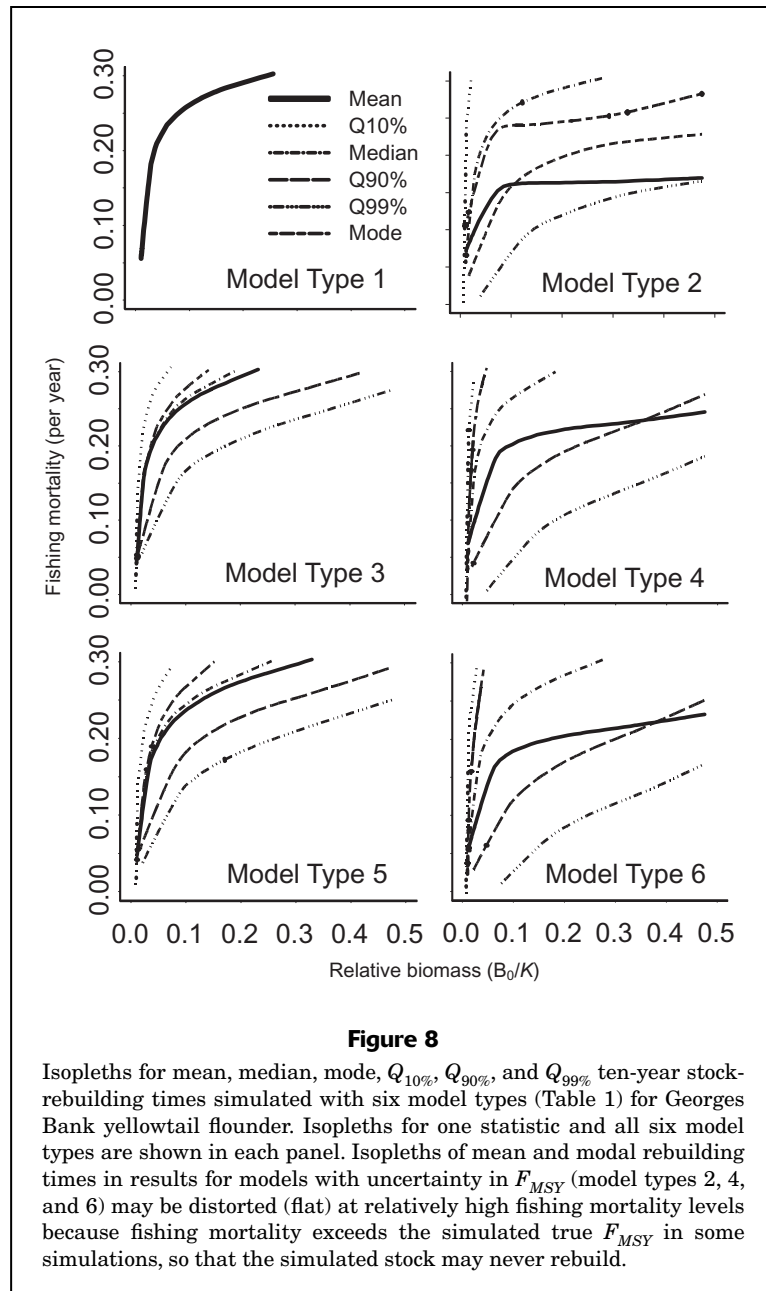 0.30
0.20
0.10
0.00
Mean
Q10%
Median
Q90%
Q99%
Mode
Model Type 1
Model Type 2
Fishing mortality (per year)
0.30
0.20
0.10
0.00
Model Type 3
Model Type 4
0.30
0.20
0.10
0.00
Model Type 5
Model Type 6
0.0 0.1 0.2 0.3 0.4 0.5
0.0 0.1 0.2 0.3 0.4 0.5
Relative biomass (B0/K)
Figure 8
Isopleths for mean, median, mode, Q10%, Q90%, and Q99% ten-year stock-
rebuilding times simulated with six model types (Table 1) for Georges
Bank yellowtail flounder. Isopleths for one statistic and all six model
types are shown in each panel. Isopleths of mean and modal rebuilding
times in results for models with uncertainty in FMSY (model types 2, 4,
and 6) may be distorted (flat) at relatively high fishing mortality levels
because fishing mortality exceeds the simulated true FMSY in some
simulations, so that the simulated stock may never rebuild.